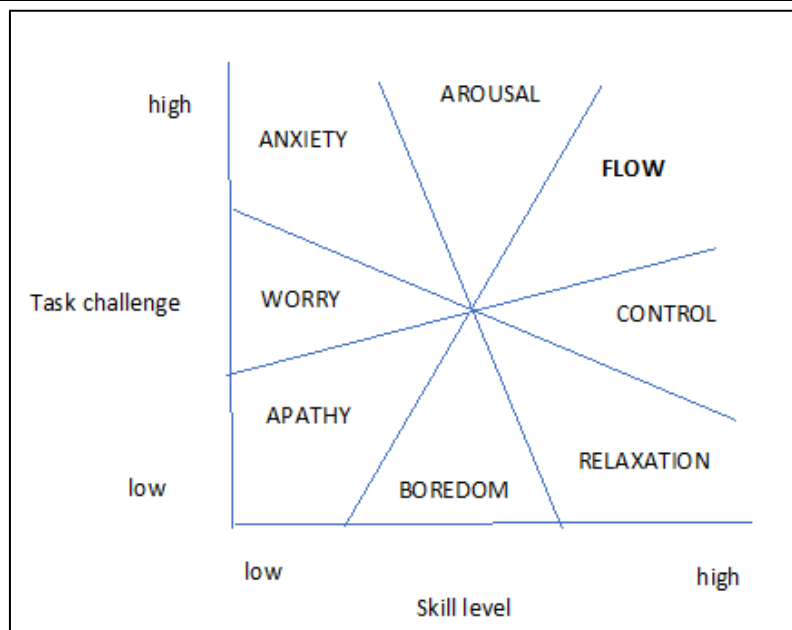 AROUSAL
high
ANXIETY
FLOW
Task challenge
WORRY
CONTROL
APATHY
RELAXATION
low
BOREDOM
low
high
Skill level